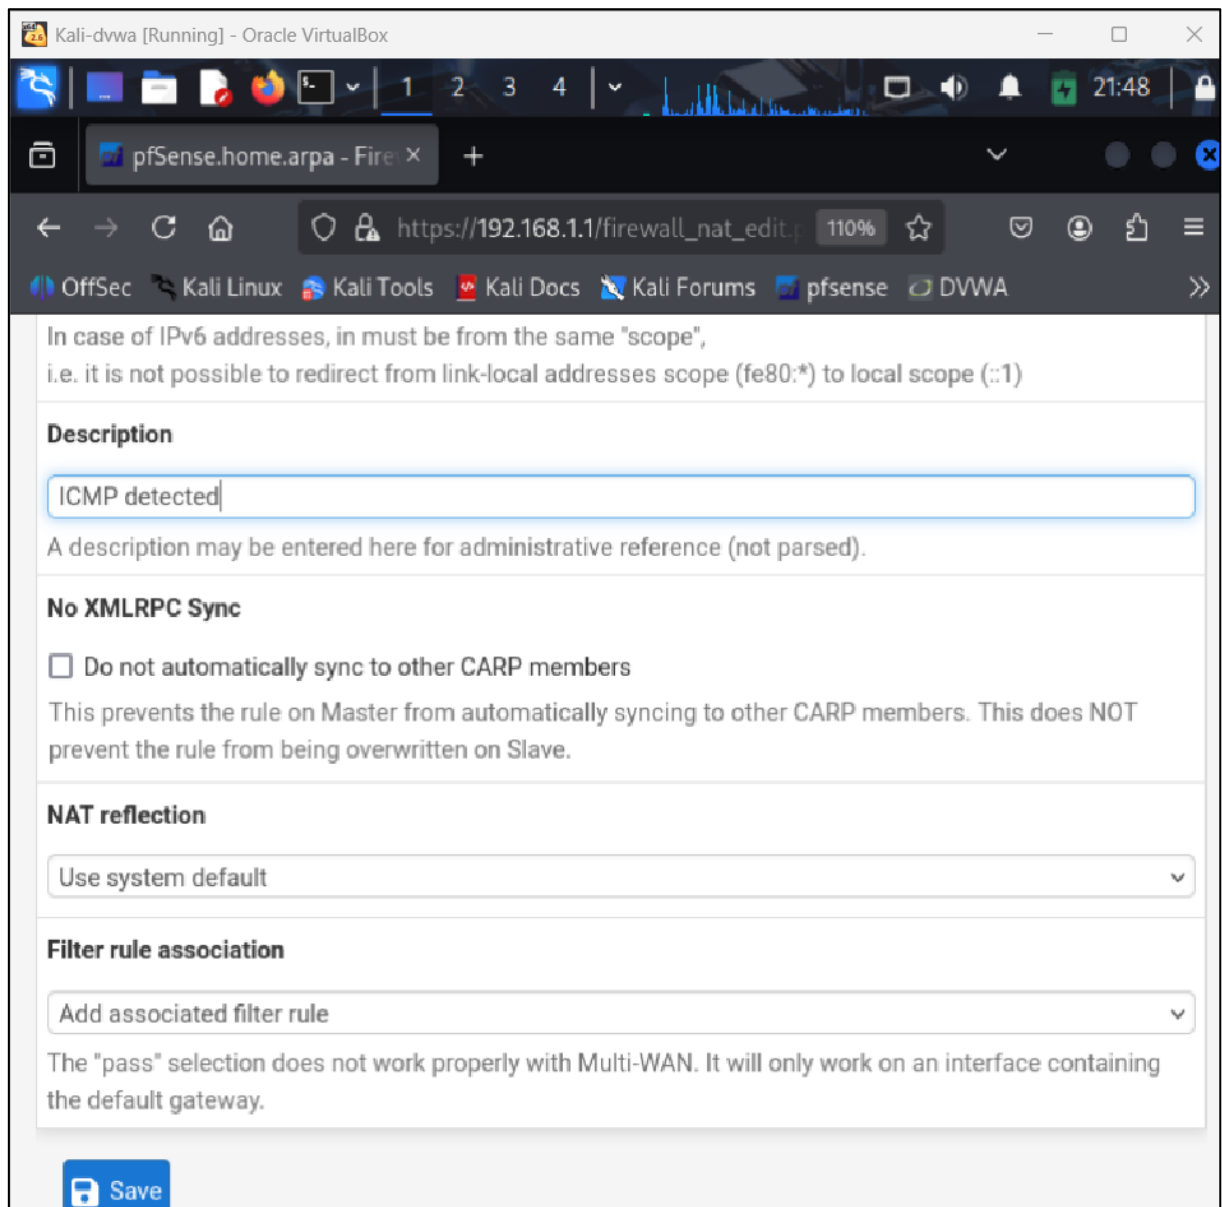 Kali-dvwa [Running] - Oracle VirtualBox
1 2 3 4 21:48
pfSense.home.arpa - Fire
https://192.168.1.1/firewall_nat_edit.p 110%
OffSec Kali Linux Kali Tools Kali Docs Kali Forums pfsense DVWA
In case of IPv6 addresses, in must be from the same "scope",
i.e. it is not possible to redirect from link-local addresses scope (fe80:*) to local scope (::1)
Description
ICMP detected
A description may be entered here for administrative reference (not parsed).
No XMLRPC Sync
Do not automatically sync to other CARP members
This prevents the rule on Master from automatically syncing to other CARP members. This does NOT
prevent the rule from being overwritten on Slave.
NAT reflection
Use system default
Filter rule association
Add associated filter rule
The "pass" selection does not work properly with Multi-WAN. It will only work on an interface containing
the default gateway.
Save